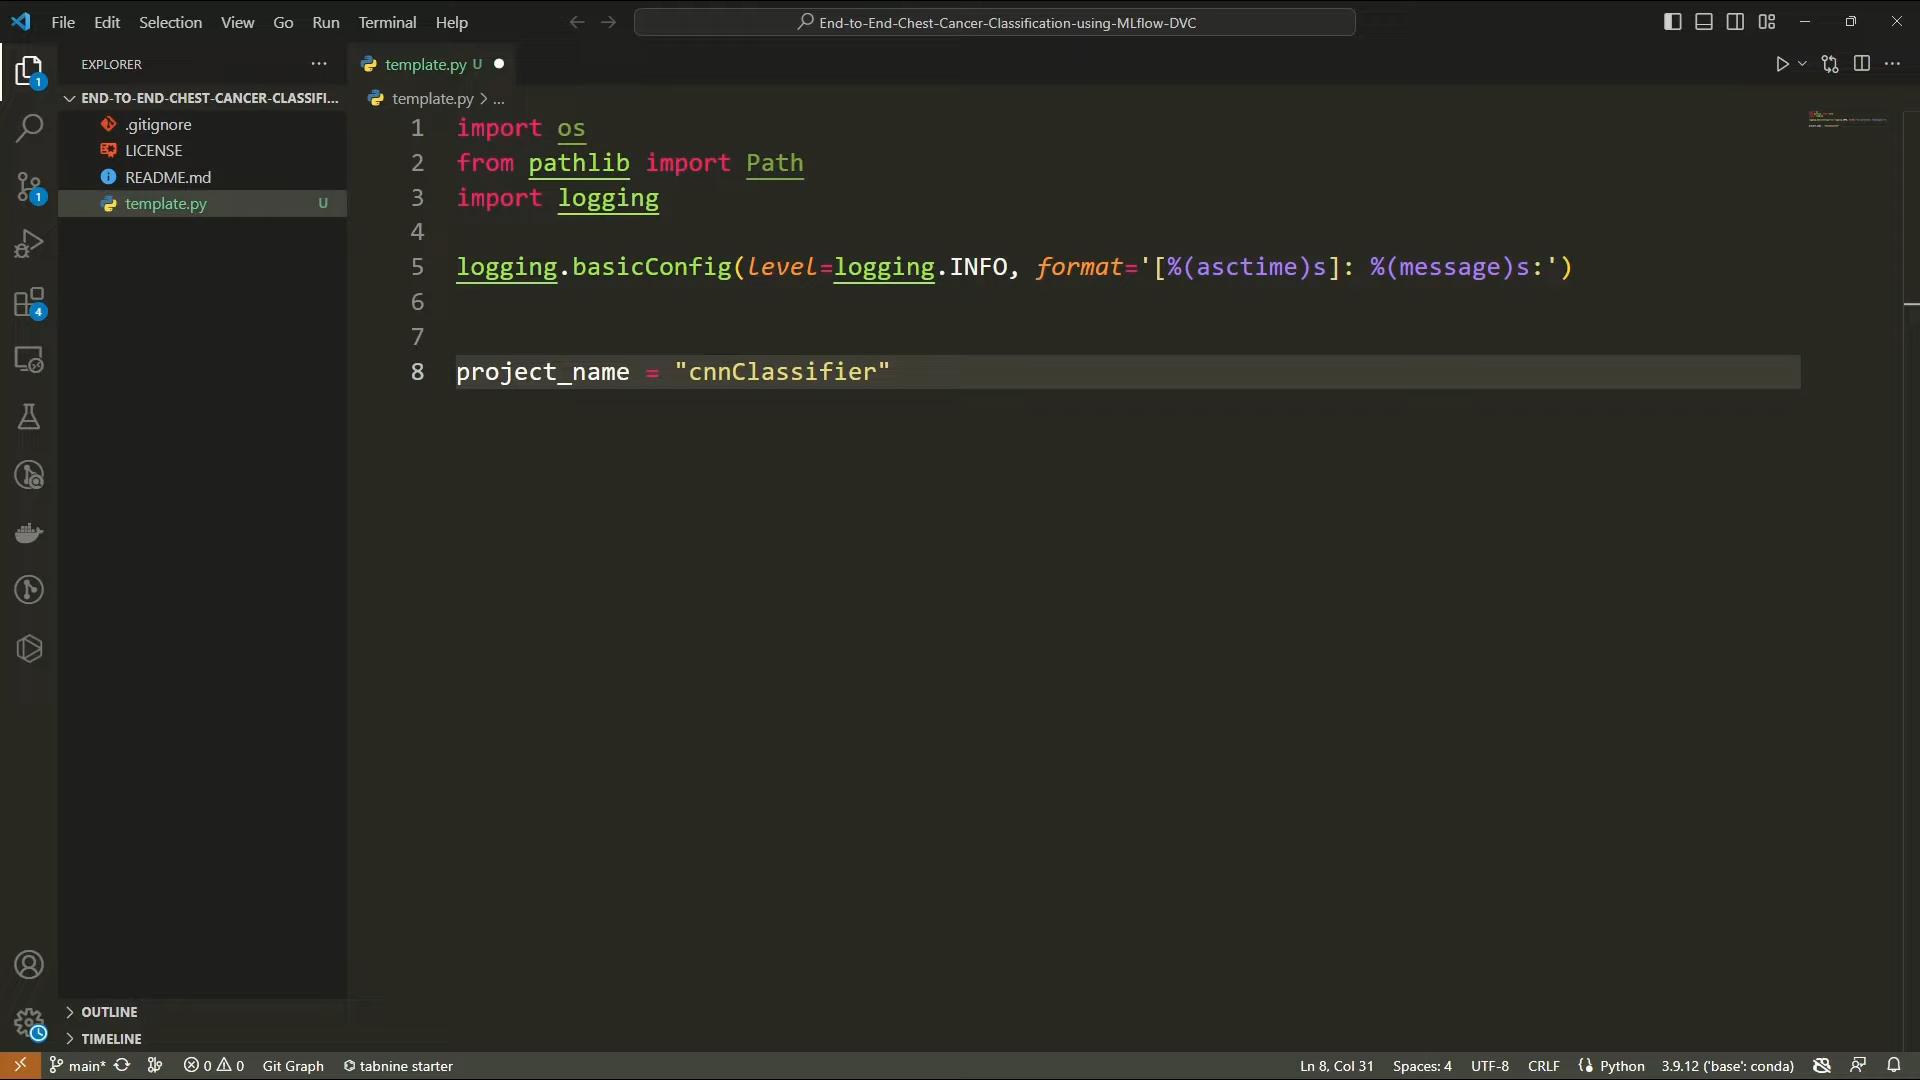 File Edit Selection View Go Run Terminal Help
End-to-End-Chest-Cancer-Classification-using-MLflow-DVC
EXPLORER
template.py U
END-TO-END-CHEST-CANCER-CLASSIFI...
template.py > ...
.gitignore
LICENSE
README.md
template.py U
1 import os
2 from pathlib import Path
3 import logging
4
5 logging.basicConfig(level=logging.INFO, format='[%(asctime)s]: %(message)s:')
6
7
8 project_name = "cnnClassifier"
1
1
4
OUTLINE
TIMELINE
main* 0 0 Git Graph tabnine starter
Ln 8, Col 31 Spaces: 4 UTF-8 CRLF Python 3.9.12 ('base': conda)